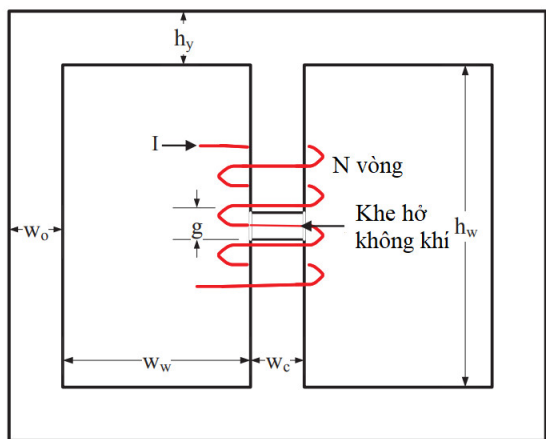 h_y
I
N vòng
g
Khe hở
không khí
w_o
h_w
w_w
w_c